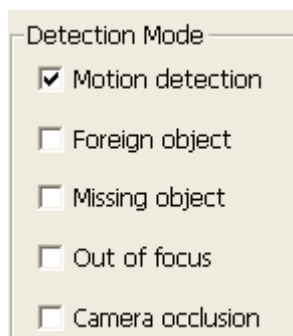 Detection Mode
Motion detection
Foreign object
Missing object
Out of focus
Camera occlusion